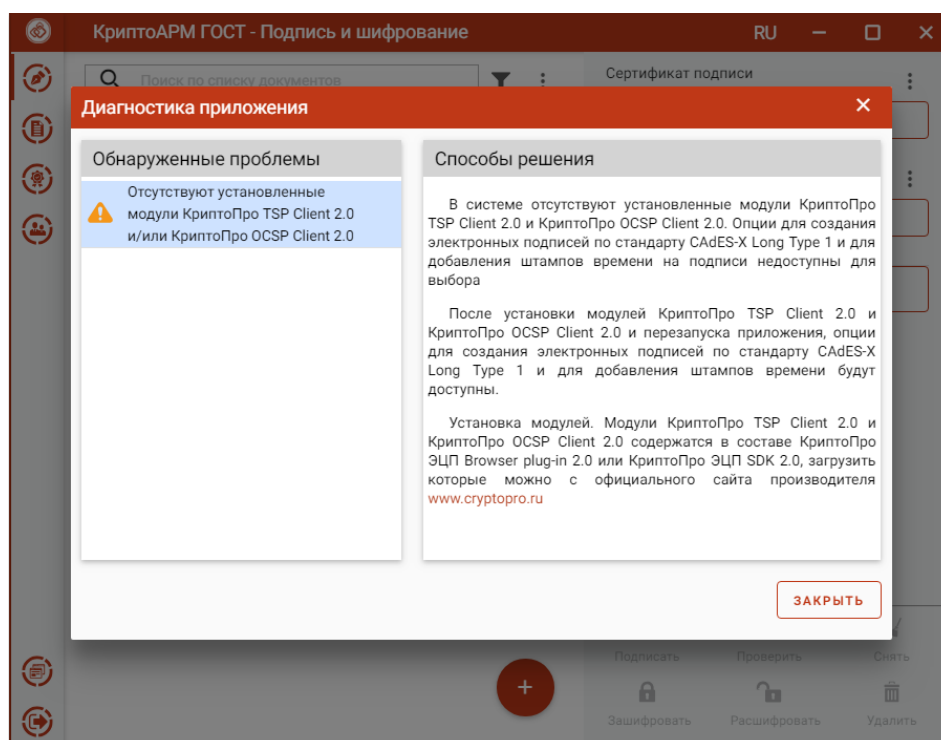 КриптоАРМ ГОСТ - Подпись и шифрование
RU
Поиск по списку документов
Сертификат подписи
Диагностика приложения
Обнаруженные проблемы
Отсутствуют установленные
модули КриптоПро TSP Client 2.0
и/или КриптоПро OCSP Client 2.0
Способы решения
В системе отсутствуют установленные модули КриптоПро
TSP Client 2.0 и КриптоПро OCSP Client 2.0. Опции для создания
электронных подписей по стандарту CAdES-X Long Type 1 и для
добавления штампов времени на подписи недоступны для
выбора
После установки модулей КриптоПро TSP Client 2.0 и
КриптоПро OCSP Client 2.0 и перезапуска приложения, опции
для создания электронных подписей по стандарту CAdES-X
Long Type 1 и для добавления штампов времени будут
доступны.
Установка модулей. Модули КриптоПро TSP Client 2.0 и
КриптоПро OCSP Client 2.0 содержатся в составе КриптоПро
ЭЦП Browser plug-in 2.0 или КриптоПро ЭЦП SDK 2.0, загрузить
которые можно с официального сайта производителя
www.cryptopro.ru
ЗАКРЫТЬ
Подписать Проверить Снять
Зашифровать Расшифровать Удалить